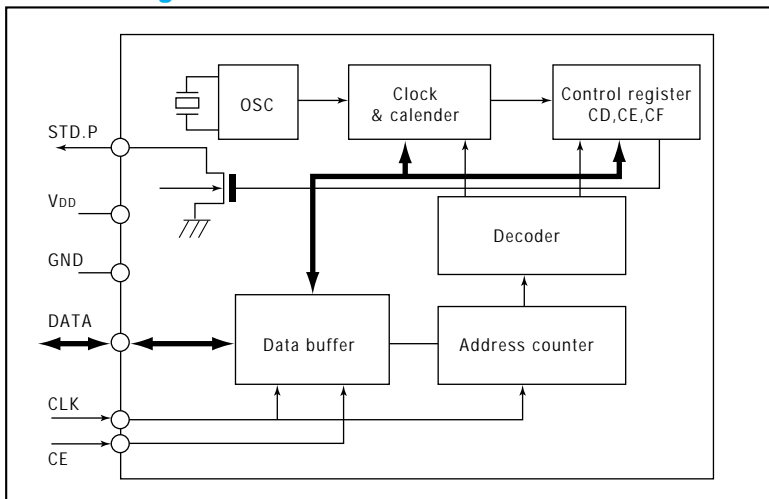 OSC
Clock
& calender
Control register
CD,CE,CF
STD.P
VDD
Decoder
GND
DATA
Data buffer
Address counter
CLK
CE